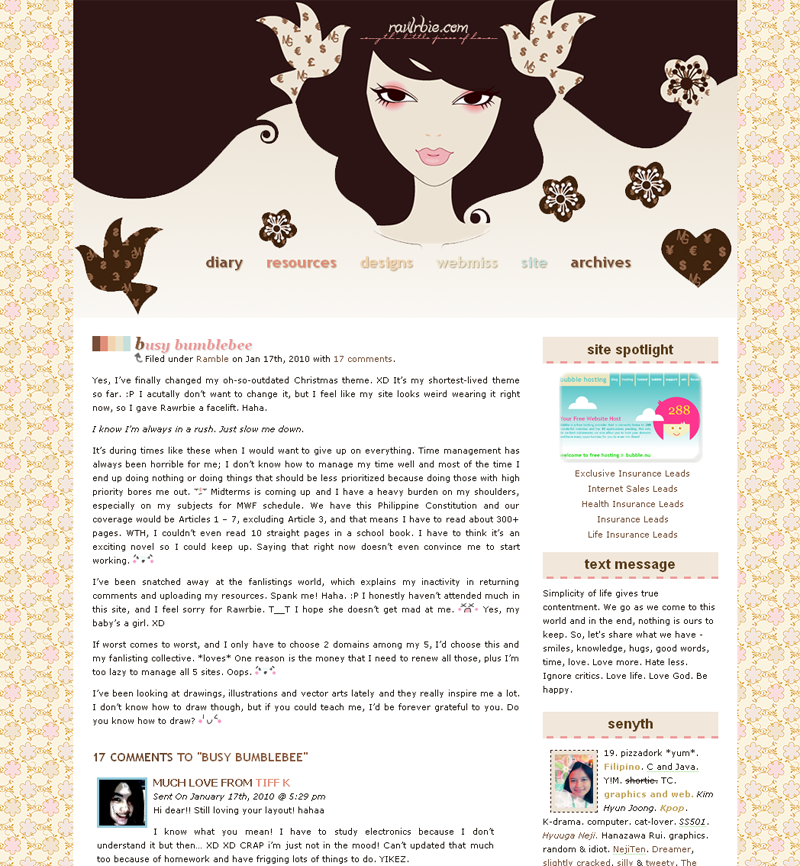 rawrbie.com
diary resources designs webmiss site archives
busy bumblebee
Filed under Ramble on Jan 17th, 2010 with 17 comments.
Yes, I've finally changed my oh-so-outdated Christmas theme. XD It's my shortest-lived theme
so far. :P I acutally don't want to change it, but I feel like my site looks weird wearing it right
now, so I gave Rawrbie a facelift. Haha.
I know I'm always in a rush. Just slow me down.
It's during times like these when I would want to give up on everything. Time management has
always been horrible for me; I don't know how to manage my time well and most of the time I
end up doing nothing or doing things that should be less prioritized because doing those with high
priority bores me out. Midterms is coming up and I have a heavy burden on my shoulders,
especially on my subjects for MWF schedule. We have this Philippine Constitution and our
coverage would be Articles 1 – 7, excluding Article 3, and that means I have to read about 300+
pages. WTH, I couldn't even read 10 straight pages in a school book. I have to think it's an
exciting novel so I could keep up. Saying that right now doesn't even convince me to start
working.
I've been snatched away at the fanlistings world, which explains my inactivity in returning
comments and uploading my resources. Spank me! Haha. :P I honestly haven't attended much in
this site, and I feel sorry for Rawrbie. T__T I hope she doesn't get mad at me. Yes, my
baby's a girl. XD
If worst comes to worst, and I only have to choose 2 domains among my 5, I'd choose this and
my fanlisting collective. *loves* One reason is the money that I need to renew all those, plus I'm
too lazy to manage all 5 sites. Oops.
I've been looking at drawings, illustrations and vector arts lately and they really inspire me a lot.
I don't know how to draw though, but if you could teach me, I'd be forever grateful to you. Do
you know how to draw?
17 COMMENTS TO "BUSY BUMBLEBEE"
MUCH LOVE FROM TIFF K
Sent On January 17th, 2010 @ 5:29 pm
Hi dear!! Still loving your layout! hahaa
I know what you mean! I have to study electronics because I don't
understand it but then... XD XD CRAP i'm just not in the mood! Can't updated that much
too because of homework and have frigging lots of things to do. YIKEZ.
site spotlight
bubble hosting
288
Your Free Website Host
welcome to free hosting @ bubble nu
Exclusive Insurance Leads
Internet Sales Leads
Health Insurance Leads
Insurance Leads
Life Insurance Leads
text message
Simplicity of life gives true
contentment. We go as we come to this
world and in the end, nothing is ours to
keep. So, let's share what we have -
smiles, knowledge, hugs, good words,
time, love. Love more. Hate less.
Ignore critics. Love life. Love God. Be
happy.
senyth
19. pizzadork *yum*.
Filipino. C and Java.
Y!M. shortie. TC.
graphics and web. Kim
Hyun Joong. Kpop.
K-drama. computer. cat-lover. SS501.
Hyuuga Neji. Hanazawa Rui. graphics.
random & idiot. NejiTen. Dreamer,
slightly cracked, silly & tweety. The